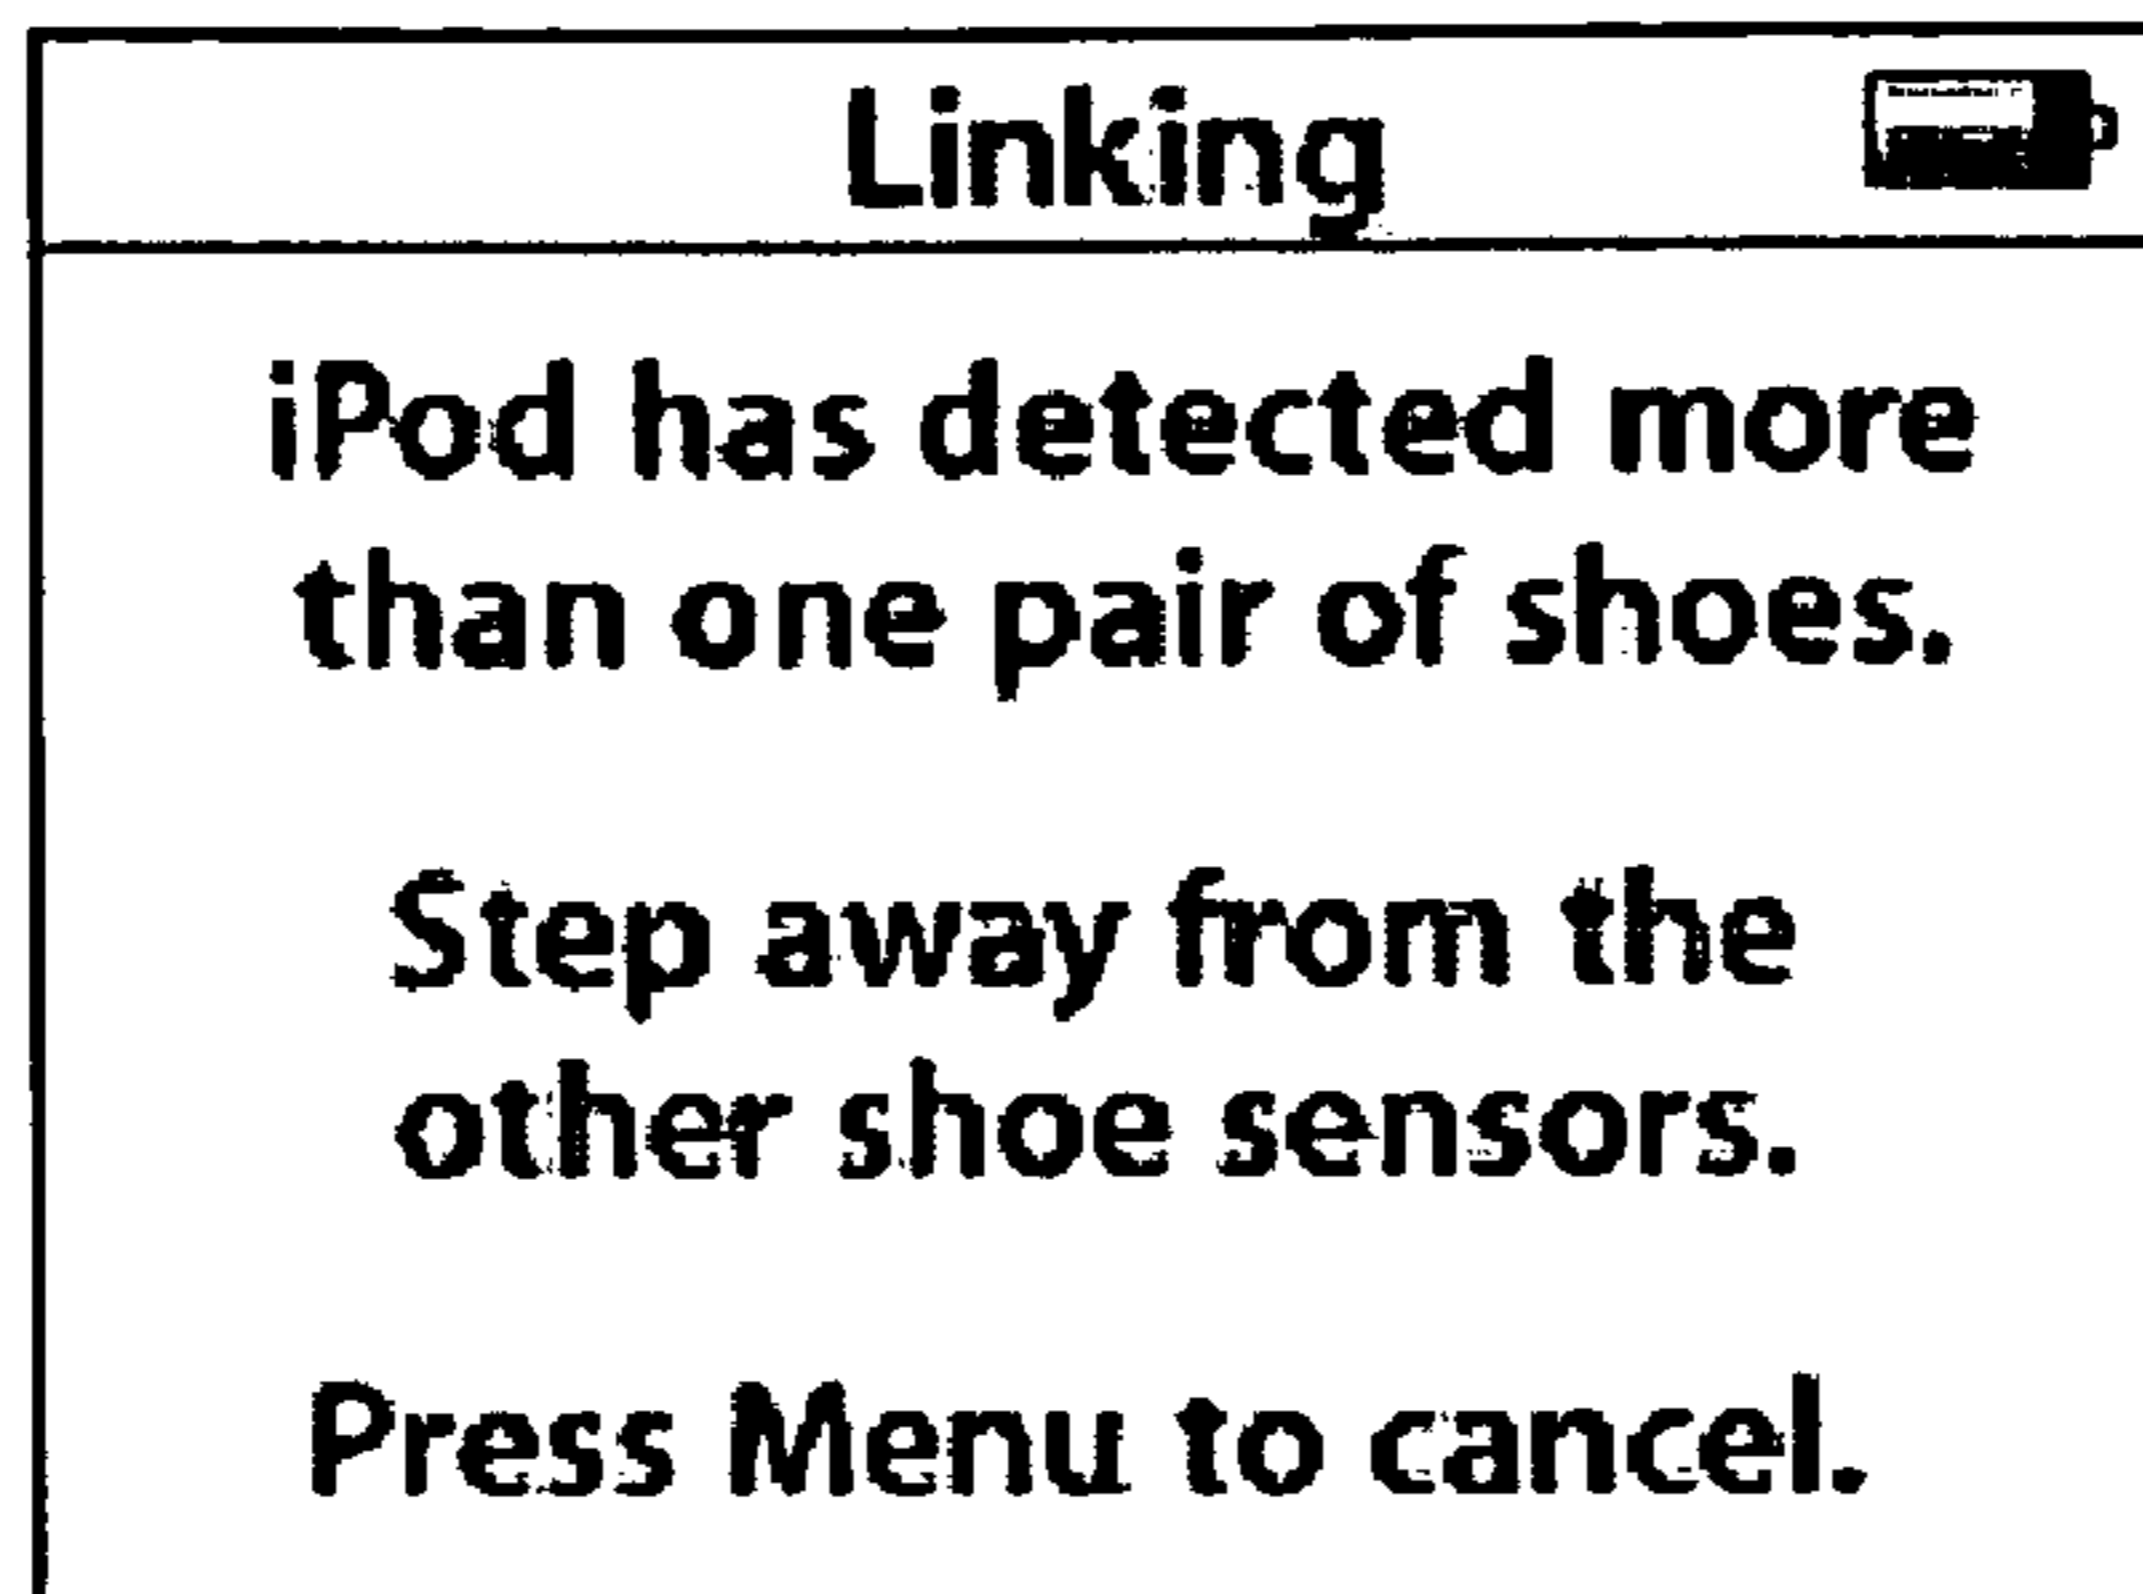 Linking
iPod has detected more
than one pair of shoes.
Step away from the
other shoe sensors.
Press Menu to cancel.